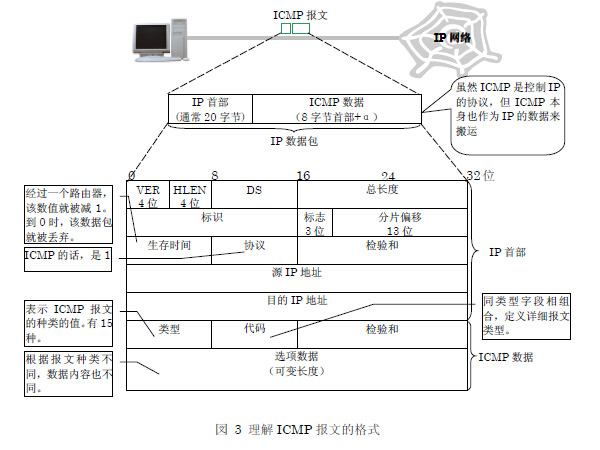 ICMP 报文
IP 网络
虽然 ICMP 是控制 IP
的协议，但 ICMP 本
身也作为 IP 的数据来
搬运
IP 首部
(通常 20 字节)
ICMP 数据
(8 字节首部+α)
IP 数据包
0 8 16 24 32 位
经过一个路由器，
该数值就被减 1。
到 0 时，该数据包
就被丢弃。
VER
4 位
HLEN
4 位
DS
总长度
标识
标志
3 位
分片偏移
13 位
ICMP 的话，是 1
生存时间
协议
检验和
IP 首部
源 IP 地址
目的 IP 地址
表示 ICMP 报文
的种类的值。有 15
种。
同类型字段相组
合，定义详细报文
类型。
类型
代码
检验和
根据报文种类不
同，数据内容也不
同。
选项数据
(可变长度)
ICMP 数据
図 3 理解 ICMP 报文的格式